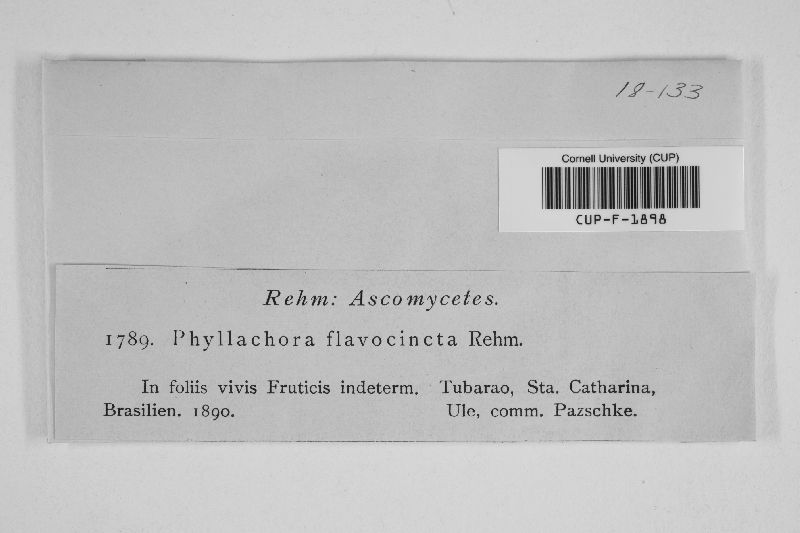 18-133
Cornell University (CUP)
CUP-F-1898
Rehm: Ascomycetes.
1789. Phyllachora flavocincta Rehm.
In foliis vivis Fruticis indeterm. Tubarao, Sta. Catharina,
Brasilien. 1890. Ule, comm. Pazschke.